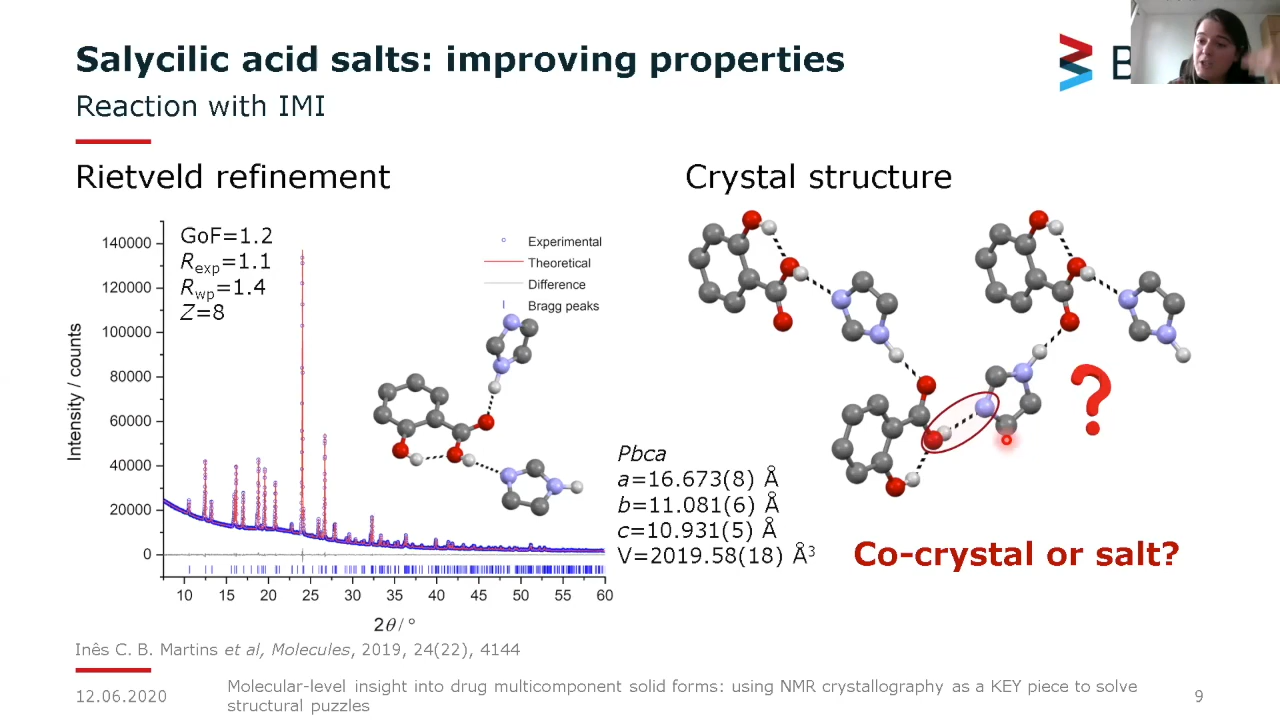 Salycilic acid salts: improving properties
B
Reaction with IMI
Rietveld refinement
Crystal structure
GoF=1.2
Rexp=1.1
Rwp=1.4
Z=8
Experimental
Theoretical
Difference
Bragg peaks
Intensity / counts
140000
120000
100000
80000
60000
40000
20000
0
10 15 20 25 30 35 40 45 50 55 60
2θ / °
Pbca
a=16.673(8) Å
b=11.081(6) Å
c=10.931(5) Å
V=2019.58(18) Å³
?
Co-crystal or salt?
Inês C. B. Martins et al, Molecules, 2019, 24(22), 4144
12.06.2020
Molecular-level insight into drug multicomponent solid forms: using NMR crystallography as a KEY piece to solve
structural puzzles
9